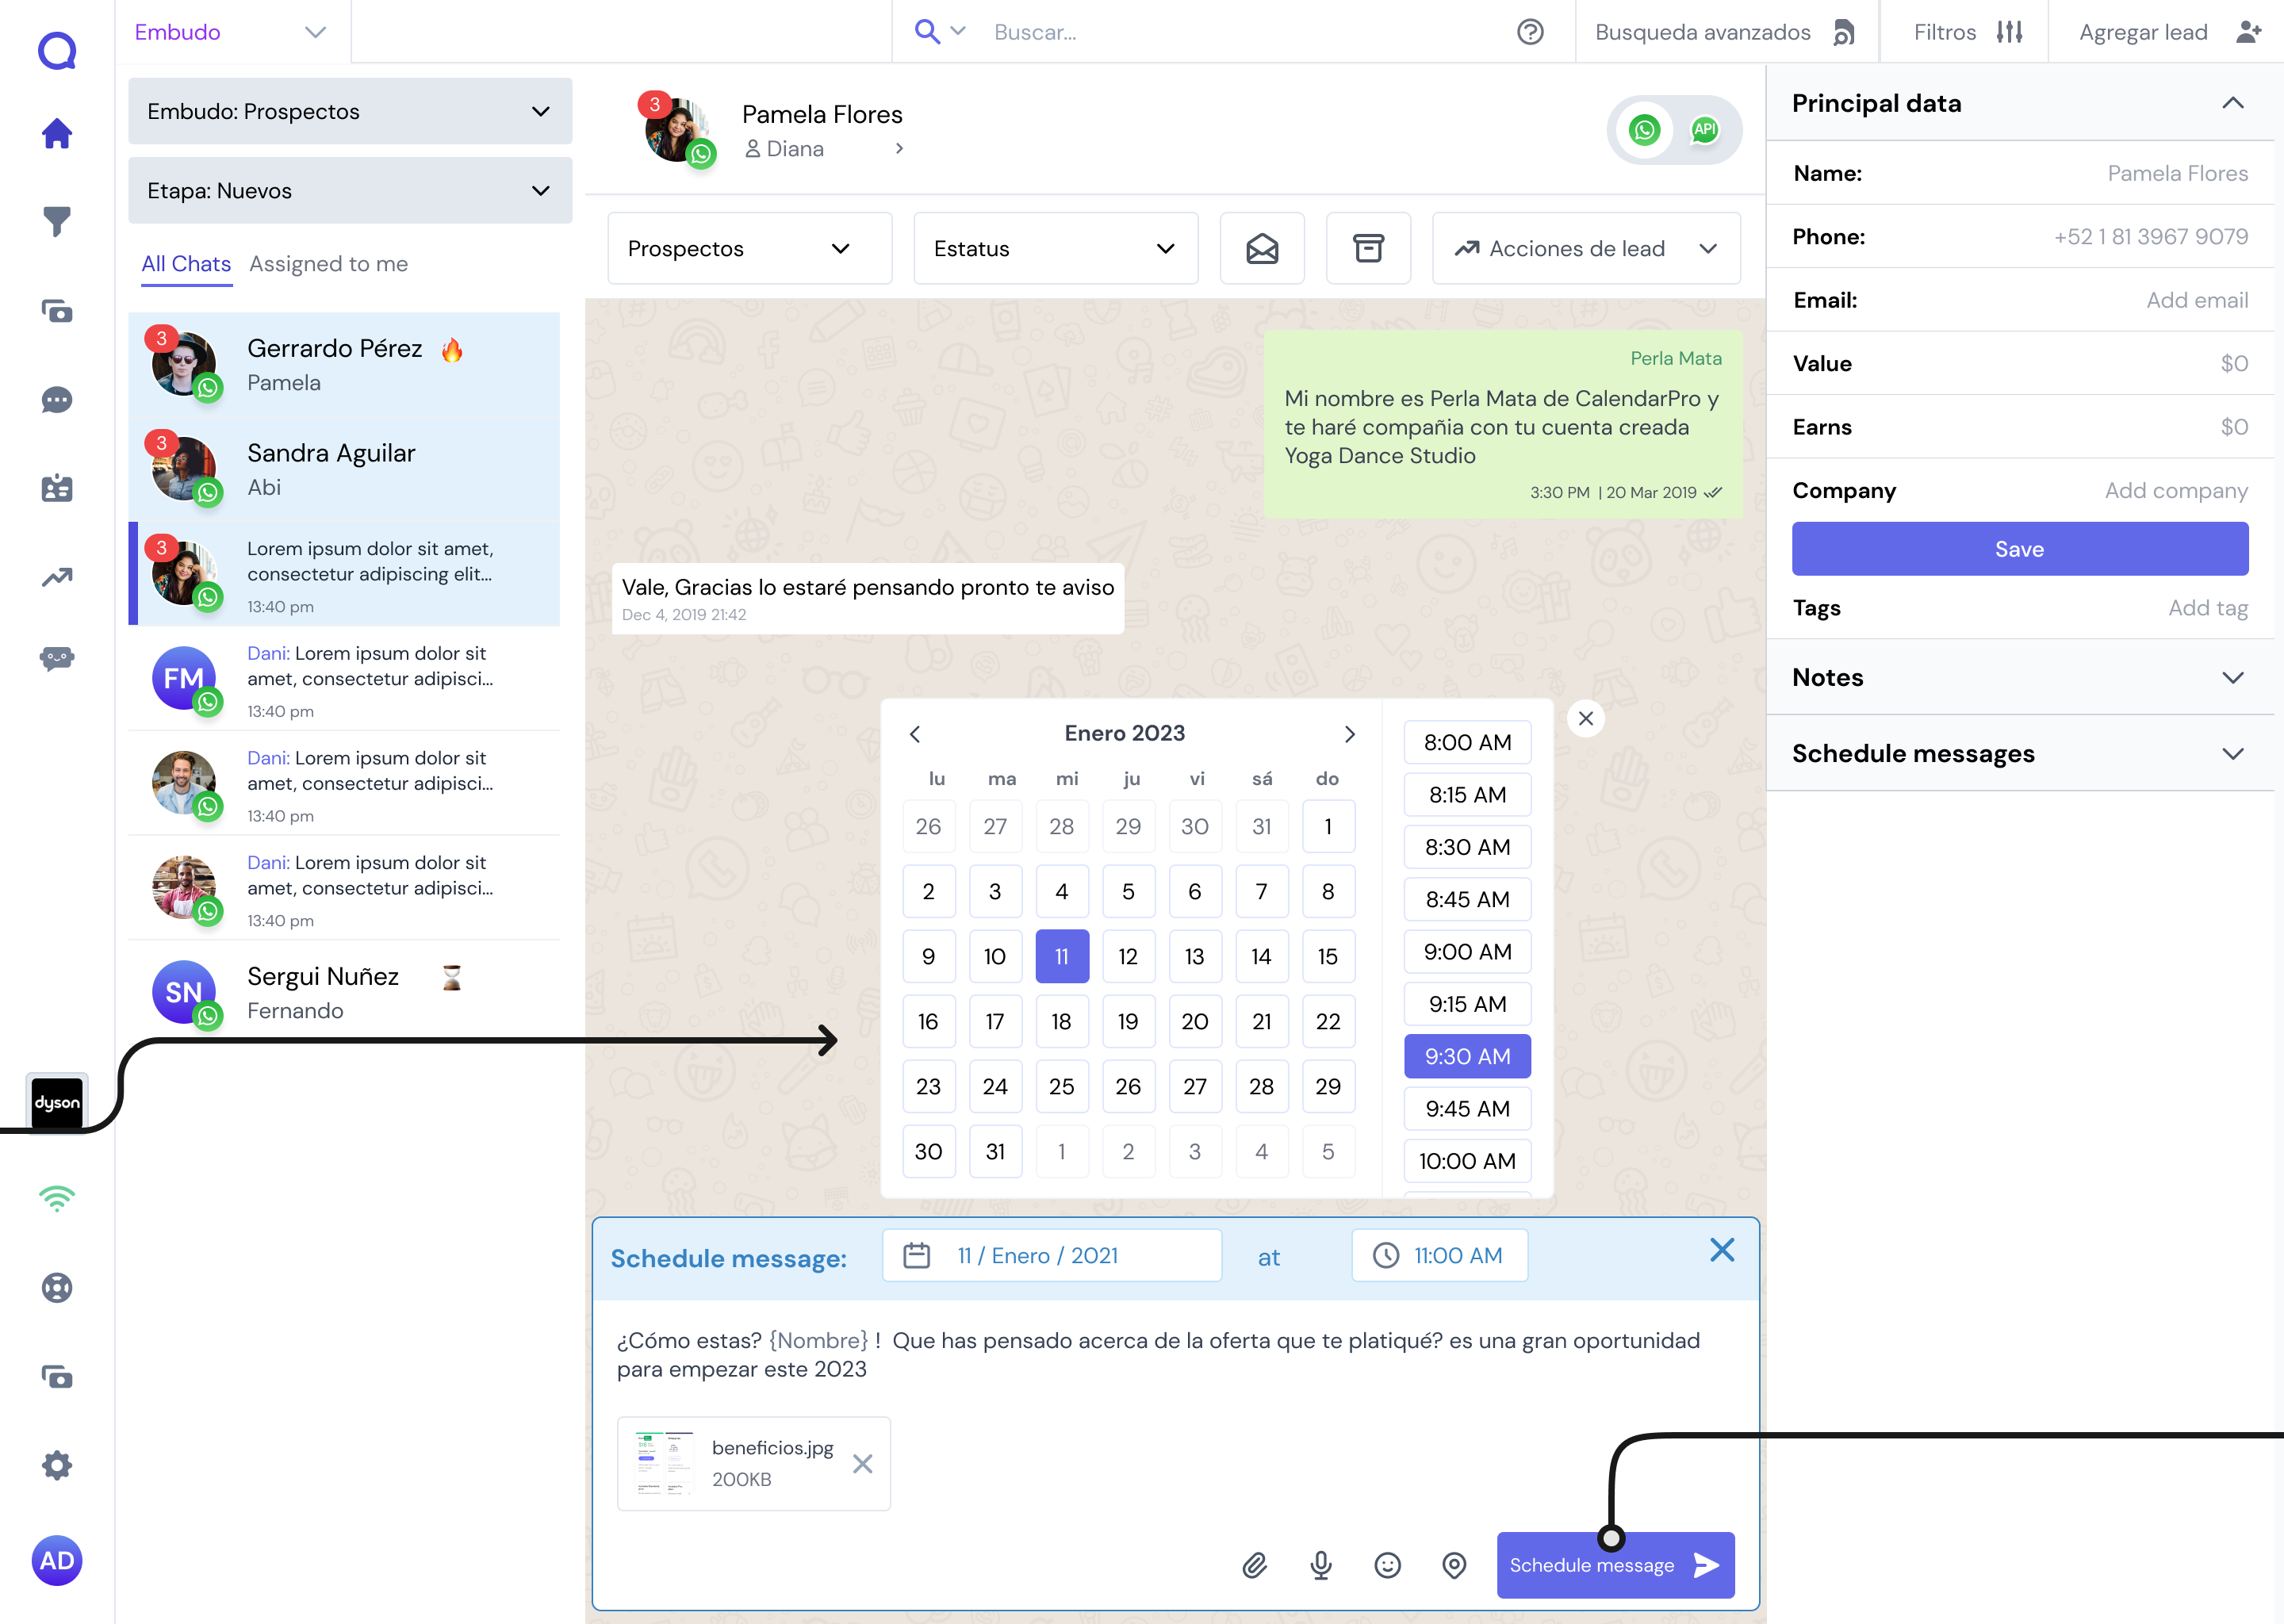 Embudo
Buscar...
Busqueda avanzados
Filtros
Agregar lead
Embudo: Prospectos
Etapa: Nuevos
All Chats
Assigned to me
3
Gerrardo Pérez
Pamela
3
Sandra Aguilar
Abi
3
Lorem ipsum dolor sit amet,
consectetur adipiscing elit...
13:40 pm
FM
Dani: Lorem ipsum dolor sit
amet, consectetur adipisci...
13:40 pm
Dani: Lorem ipsum dolor sit
amet, consectetur adipisci...
13:40 pm
Dani: Lorem ipsum dolor sit
amet, consectetur adipisci...
13:40 pm
SN
Sergui Nuñez
Fernando
dyson
AD
3
Pamela Flores
Diana
API
Prospectos
Estatus
Acciones de lead
Perla Mata
Mi nombre es Perla Mata de CalendarPro y
te haré compañia con tu cuenta creada
Yoga Dance Studio
3:30 PM | 20 Mar 2019
Vale, Gracias lo estaré pensando pronto te aviso
Dec 4, 2019 21:42
Enero 2023
lu ma mi ju vi sá do
26 27 28 29 30 31 1
2 3 4 5 6 7 8
9 10 11 12 13 14 15
16 17 18 19 20 21 22
23 24 25 26 27 28 29
30 31 1 2 3 4 5
8:00 AM
8:15 AM
8:30 AM
8:45 AM
9:00 AM
9:15 AM
9:30 AM
9:45 AM
10:00 AM
Schedule message:
11 / Enero / 2021
at
11:00 AM
¿Cómo estas? {Nombre} !  Que has pensado acerca de la oferta que te platiqué? es una gran oportunidad
para empezar este 2023
beneficios.jpg
200KB
Schedule message
Principal data
Name: Pamela Flores
Phone: +52 1 81 3967 9079
Email: Add email
Value $0
Earns $0
Company Add company
Save
Tags Add tag
Notes
Schedule messages